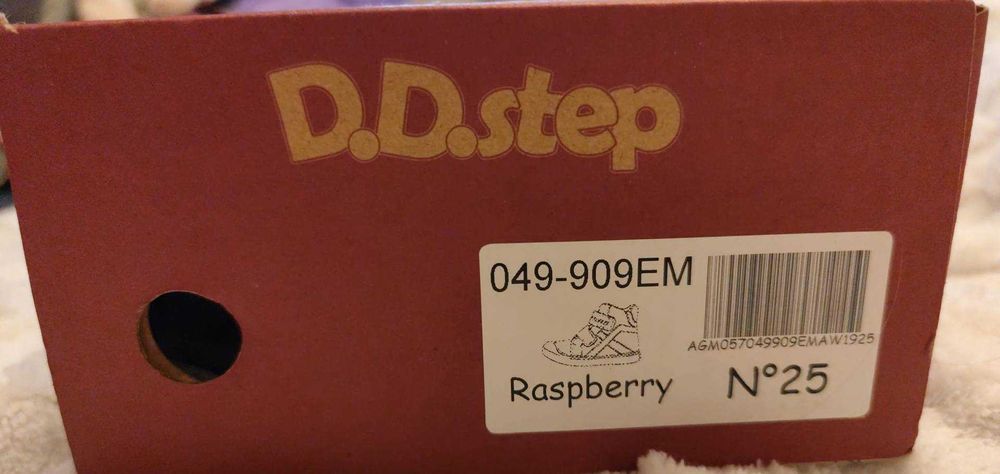 D.D.step
049-909EM
AGM057049909EMAW1925
Raspberry N°25